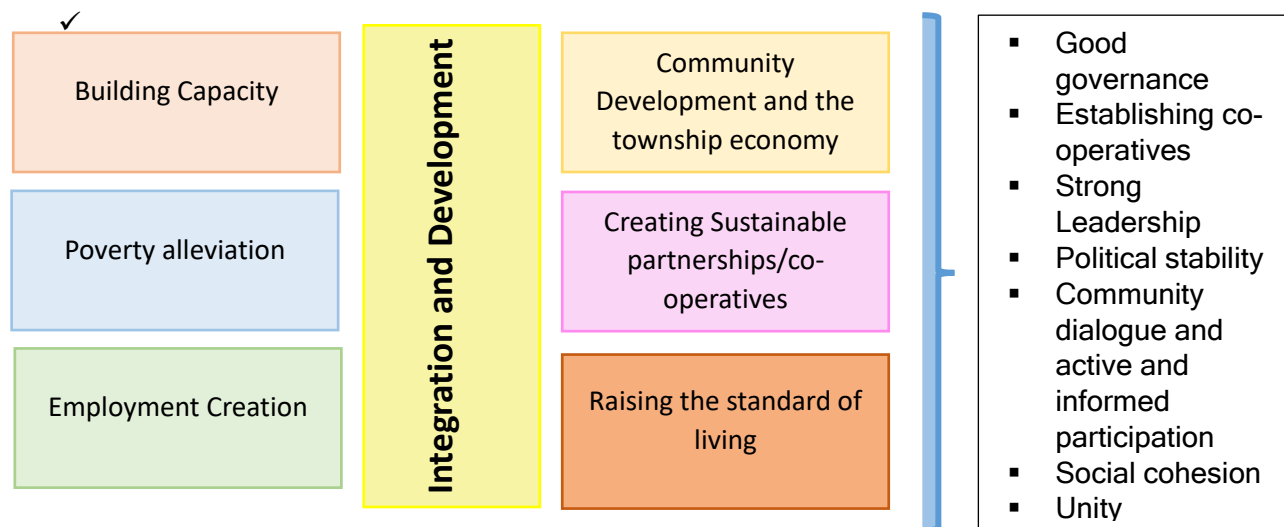 ✓
Building Capacity
Poverty alleviation
Employment Creation
Integration and Development
Community
Development and the
township economy
Creating Sustainable
partnerships/co-
operatives
Raising the standard of
living
▪ Good
governance
▪ Establishing co-
operatives
▪ Strong
Leadership
▪ Political stability
▪ Community
dialogue and
active and
informed
participation
▪ Social cohesion
▪ Unity